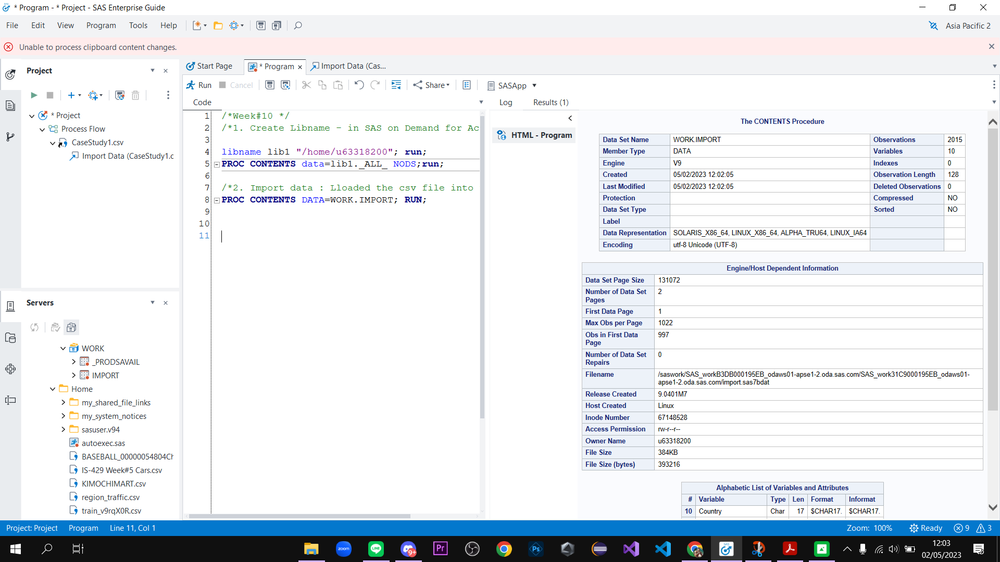 * Program - * Project - SAS Enterprise Guide
File Edit View Program Tools Help
Asia Pacific 2
Unable to process clipboard content changes.
Project
* Project
Process Flow
CaseStudy1.csv
Import Data (CaseStudy1.c
Servers
WORK
_PRODSAVAIL
IMPORT
Home
my_shared_file_links
my_system_notices
sasuser.v94
autoexec.sas
BASEBALL_00000054804Ch
IS-429 Week#5 Cars.csv
KIMOCHIMART.csv
region_traffic.csv
train_v9rqX0R.csv
Start Page * Program Import Data (Cas...
Run Cancel Share SASApp
Code
1 /*Week#10 */
2 /*1. Create Libname - in SAS on Demand for Ac
3
4 libname lib1 "/home/u63318200"; run;
5 PROC CONTENTS data=lib1._ALL_ NODS;run;
6
7 /*2. Import data : Lloaded the csv file into
8 PROC CONTENTS DATA=WORK.IMPORT; RUN;
9
10
11
Log Results (1)
HTML - Program
The CONTENTS Procedure
Data Set Name WORK.IMPORT Observations 2015
Member Type DATA Variables 10
Engine V9 Indexes 0
Created 05/02/2023 12:02:05 Observation Length 128
Last Modified 05/02/2023 12:02:05 Deleted Observations 0
Protection Compressed NO
Data Set Type Sorted NO
Label
Data Representation SOLARIS_X86_64, LINUX_X86_64, ALPHA_TRU64, LINUX_IA64
Encoding utf-8 Unicode (UTF-8)
Engine/Host Dependent Information
Data Set Page Size 131072
Number of Data Set Pages 2
First Data Page 1
Max Obs per Page 1022
Obs in First Data Page 997
Number of Data Set Repairs 0
Filename /saswork/SAS_workB3DB000195EB_odaws01-apse1-2.oda.sas.com/SAS_work31C9000195EB_odaws01-
apse1-2.oda.sas.com/import.sas7bdat
Release Created 9.0401M7
Host Created Linux
Inode Number 67148528
Access Permission rw-r--r--
Owner Name u63318200
File Size 384KB
File Size (bytes) 393216
Alphabetic List of Variables and Attributes
# Variable Type Len Format Informat
10 Country Char 17 $CHAR17. $CHAR17.
Project: Project Program Line 11, Col 1 Zoom: 100% Ready 9 3
zoom LINE 9+ Pr Ps SAS
12:03
02/05/2023